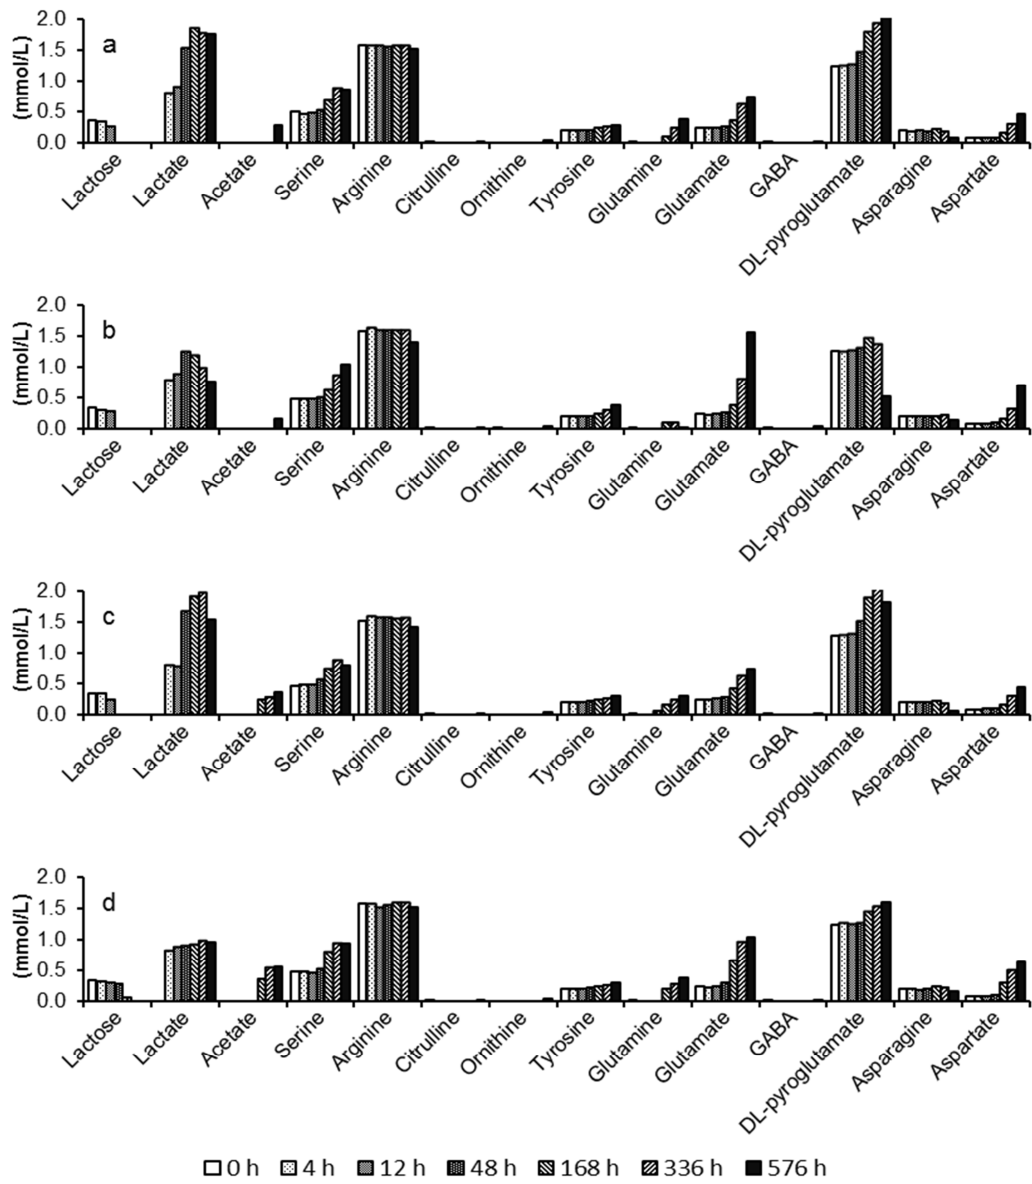 a
(mmol/L)
2.0
1.5
1.0
0.5
0.0
Lactose
Lactate
Acetate
Serine
Arginine
Citrulline
Ornithine
Tyrosine
Glutamine
Glutamate
GABA
DL-pyroglutamate
Asparagine
Aspartate
b
(mmol/L)
2.0
1.5
1.0
0.5
0.0
Lactose
Lactate
Acetate
Serine
Arginine
Citrulline
Ornithine
Tyrosine
Glutamine
Glutamate
GABA
DL-pyroglutamate
Asparagine
Aspartate
c
(mmol/L)
2.0
1.5
1.0
0.5
0.0
Lactose
Lactate
Acetate
Serine
Arginine
Citrulline
Ornithine
Tyrosine
Glutamine
Glutamate
GABA
DL-pyroglutamate
Asparagine
Aspartate
d
(mmol/L)
2.0
1.5
1.0
0.5
0.0
Lactose
Lactate
Acetate
Serine
Arginine
Citrulline
Ornithine
Tyrosine
Glutamine
Glutamate
GABA
DL-pyroglutamate
Asparagine
Aspartate
0 h 4 h 12 h 48 h 168 h 336 h 576 h